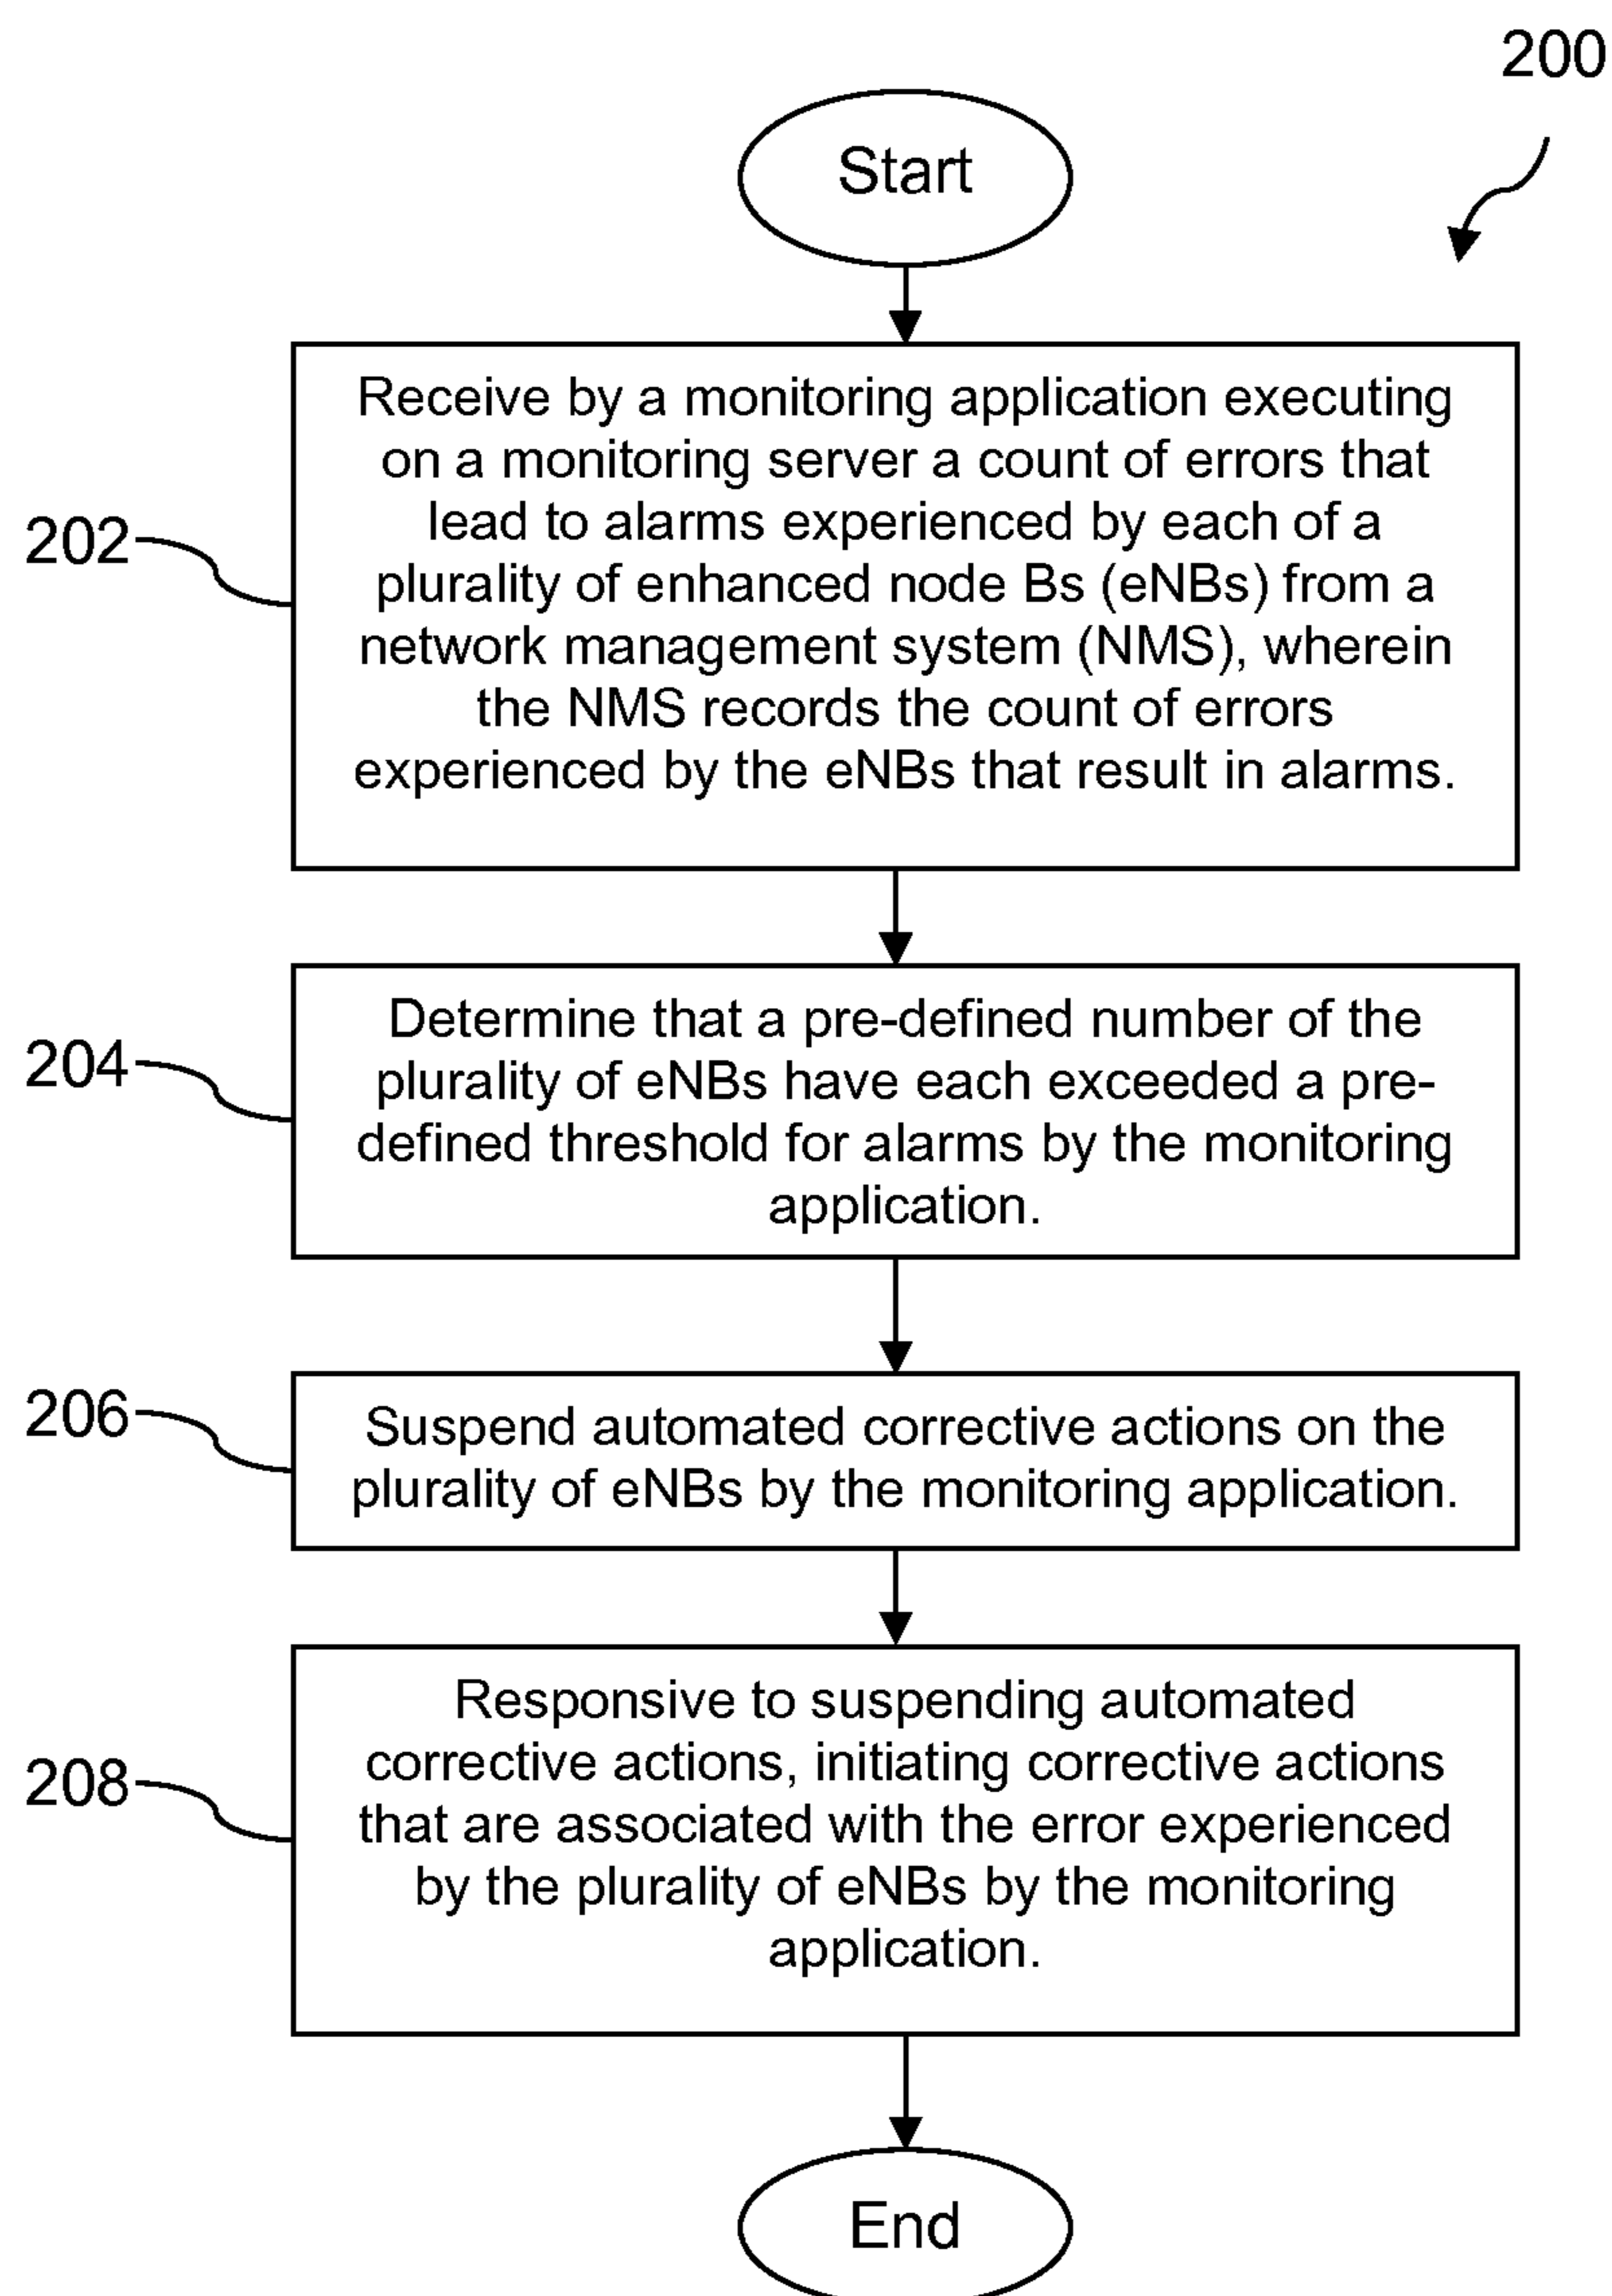 200
Start
202
Receive by a monitoring application executing
on a monitoring server a count of errors that
lead to alarms experienced by each of a
plurality of enhanced node Bs (eNBs) from a
network management system (NMS), wherein
the NMS records the count of errors
experienced by the eNBs that result in alarms.
204
Determine that a pre-defined number of the
plurality of eNBs have each exceeded a pre-
defined threshold for alarms by the monitoring
application.
206
Suspend automated corrective actions on the
plurality of eNBs by the monitoring application.
208
Responsive to suspending automated
corrective actions, initiating corrective actions
that are associated with the error experienced
by the plurality of eNBs by the monitoring
application.
End